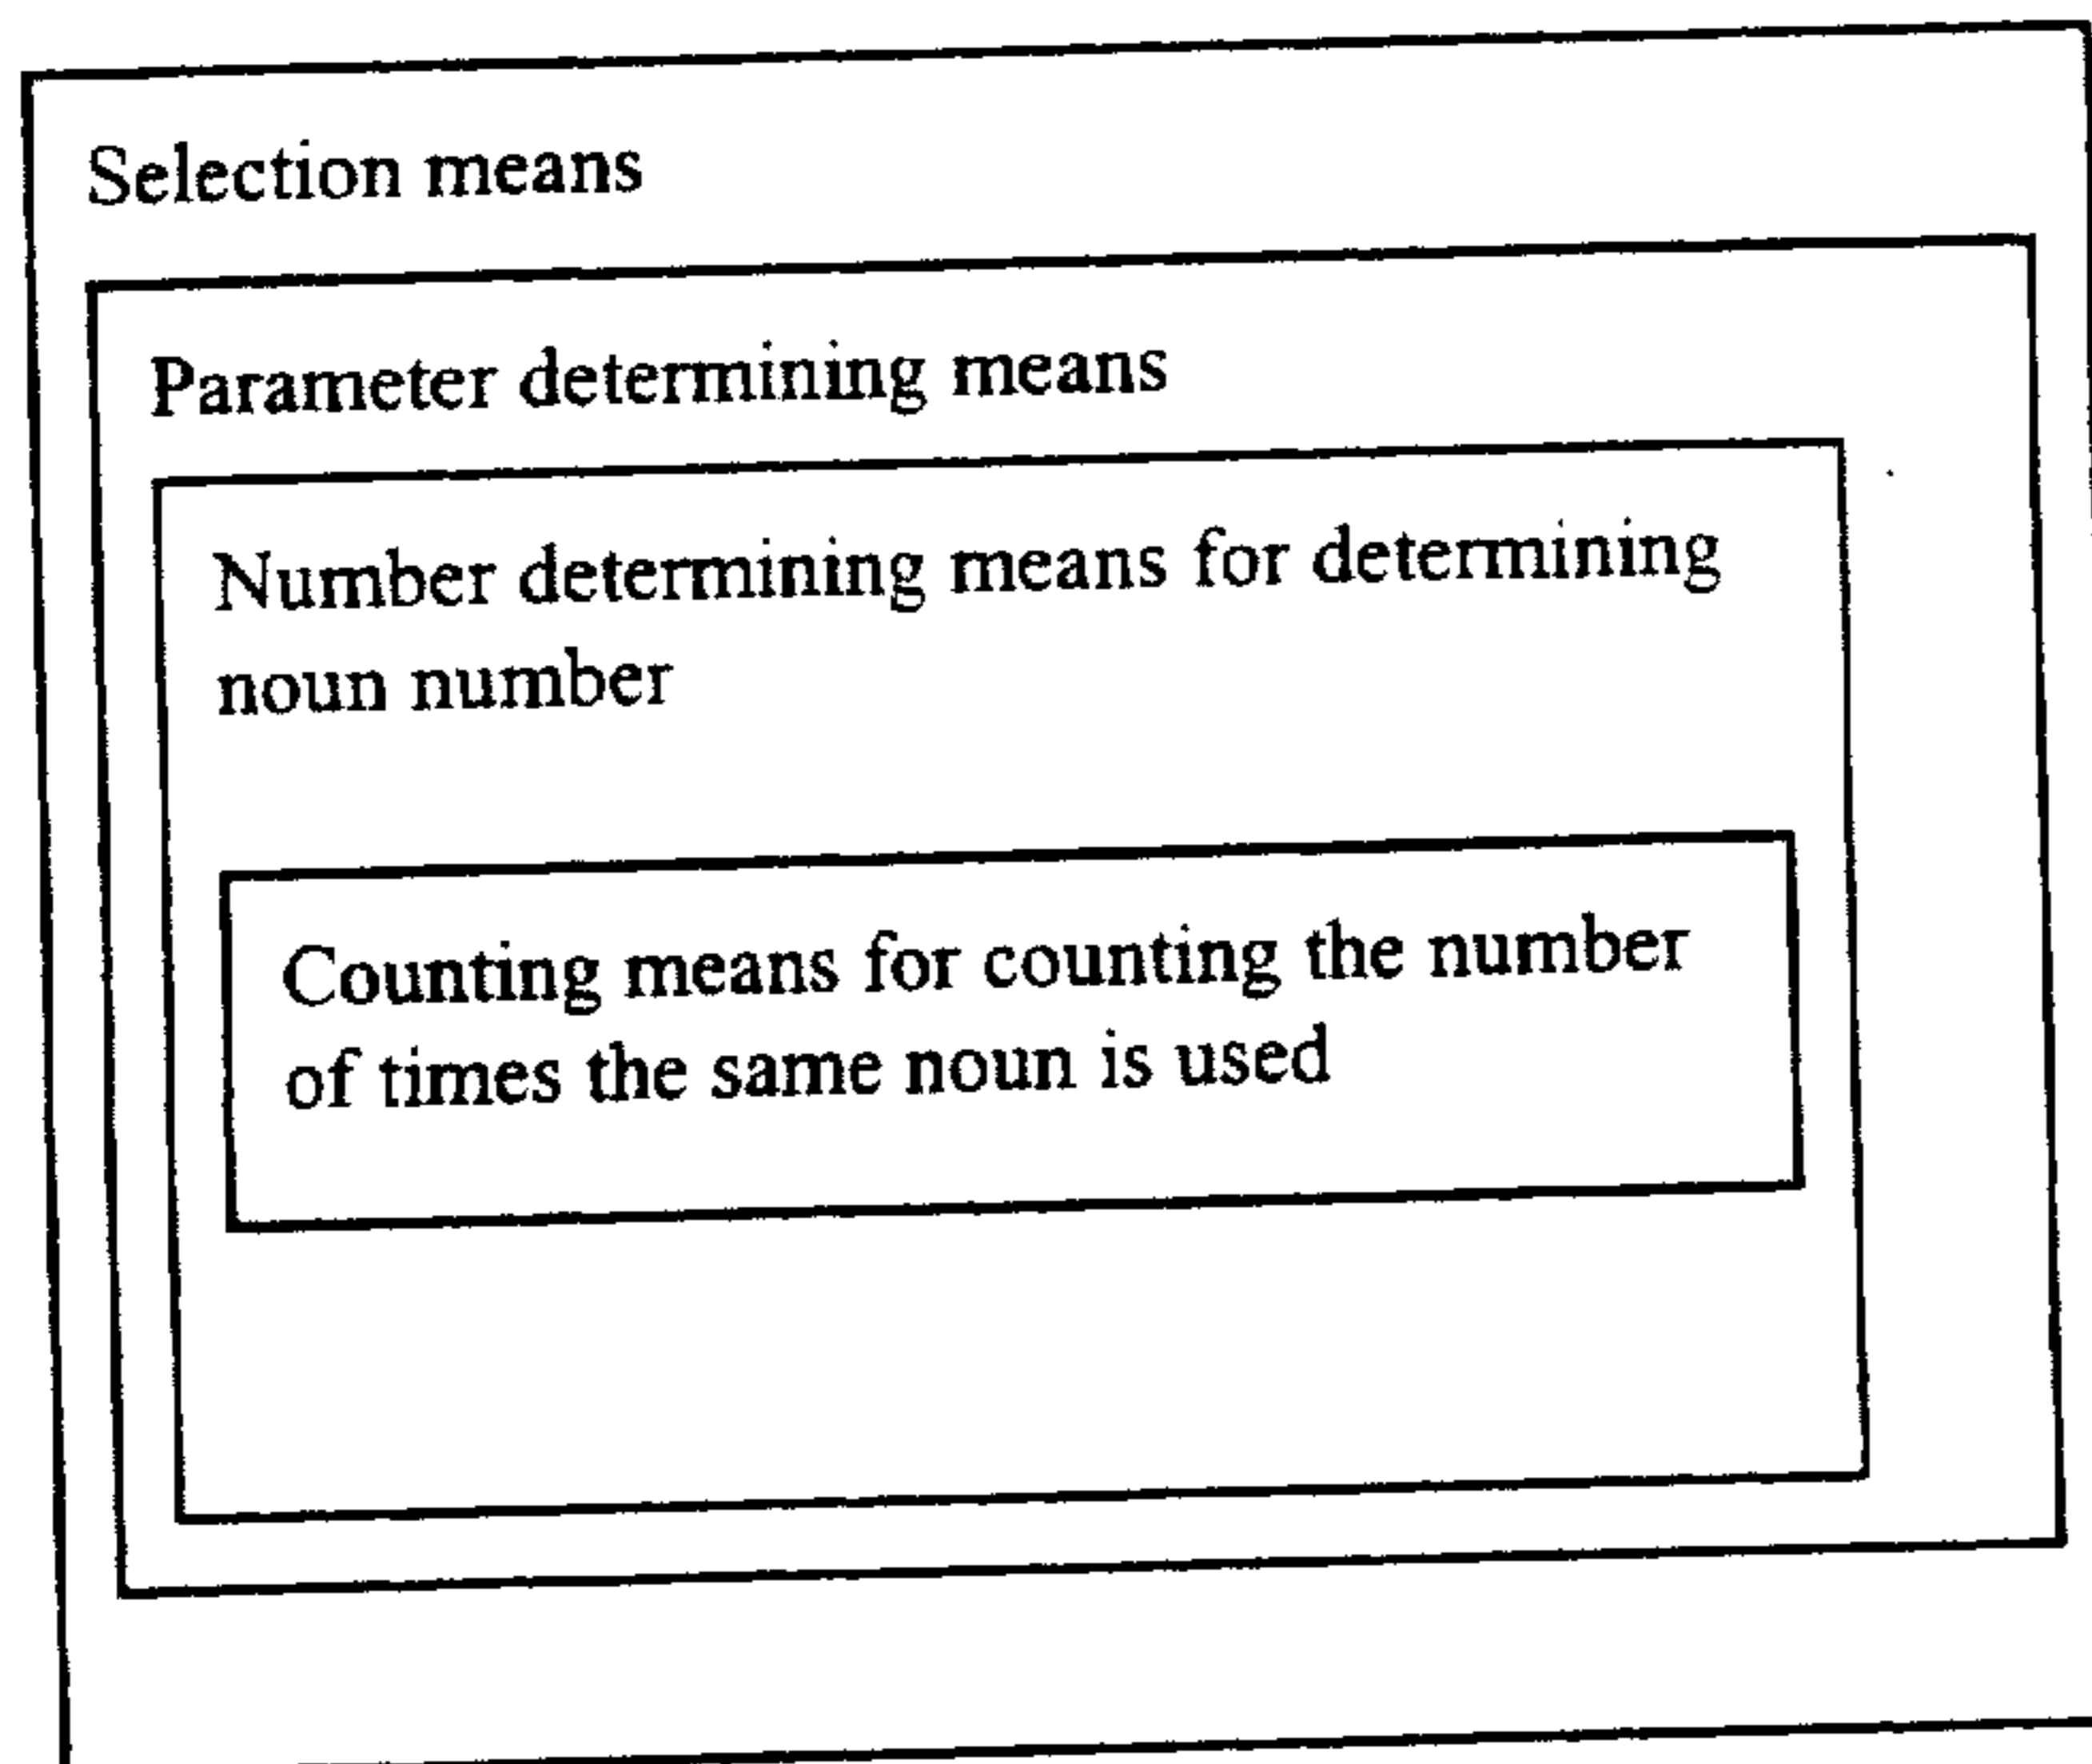 Selection means
Parameter determining means
Number determining means for determining
noun number
Counting means for counting the number
of times the same noun is used